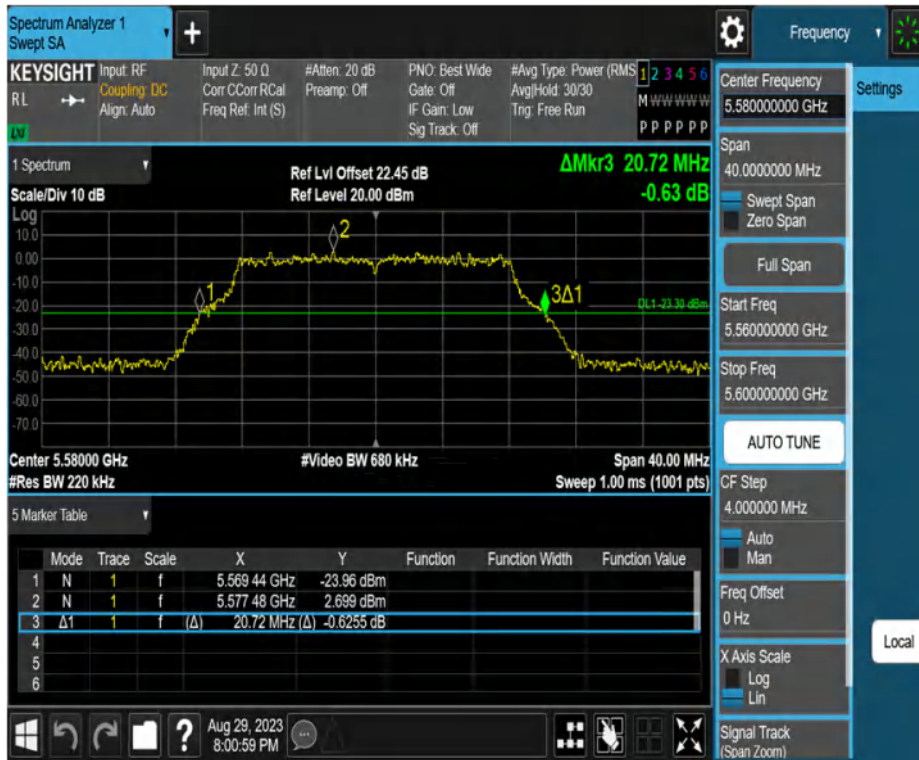 Spectrum Analyzer 1
Swept SA
+
Frequency
KEYSIGHT
RL
LXI
Input: RF
Coupling: DC
Align: Auto
Input Z: 50 Ω
Corr CCorr RCal
Freq Ref: Int (S)
#Atten: 20 dB
Preamp: Off
PNO: Best Wide
Gate: Off
IF Gain: Low
Sig Track: Off
#Avg Type: Power (RMS
Avg|Hold: 30/30
Trig: Free Run
1 2 3 4 5 6
M W W W W W
P P P P P P
Center Frequency
5.580000000 GHz
Settings
Span
40.0000000 MHz
Swept Span
Zero Span
Full Span
Start Freq
5.560000000 GHz
Stop Freq
5.600000000 GHz
AUTO TUNE
CF Step
4.000000 MHz
Auto
Man
Freq Offset
0 Hz
X Axis Scale
Log
Lin
Signal Track
(Span Zoom)
Local
1 Spectrum
Scale/Div 10 dB
Ref Lvl Offset 22.45 dB
Ref Level 20.00 dBm
ΔMkr3 20.72 MHz
-0.63 dB
Log
10.0
0.00
-10.0
-20.0
-30.0
-40.0
-50.0
-60.0
-70.0
1
2
3Δ1
DL1 -23.30 dBm
Center 5.58000 GHz
#Video BW 680 kHz
Span 40.00 MHz
#Res BW 220 kHz
Sweep 1.00 ms (1001 pts)
5 Marker Table
Mode Trace Scale X Y Function Function Width Function Value
1 N 1 f 5.569 44 GHz -23.96 dBm
2 N 1 f 5.577 48 GHz 2.699 dBm
3 Δ1 1 f (Δ) 20.72 MHz (Δ) -0.6255 dB
4
5
6
?
Aug 29, 2023
8:00:59 PM